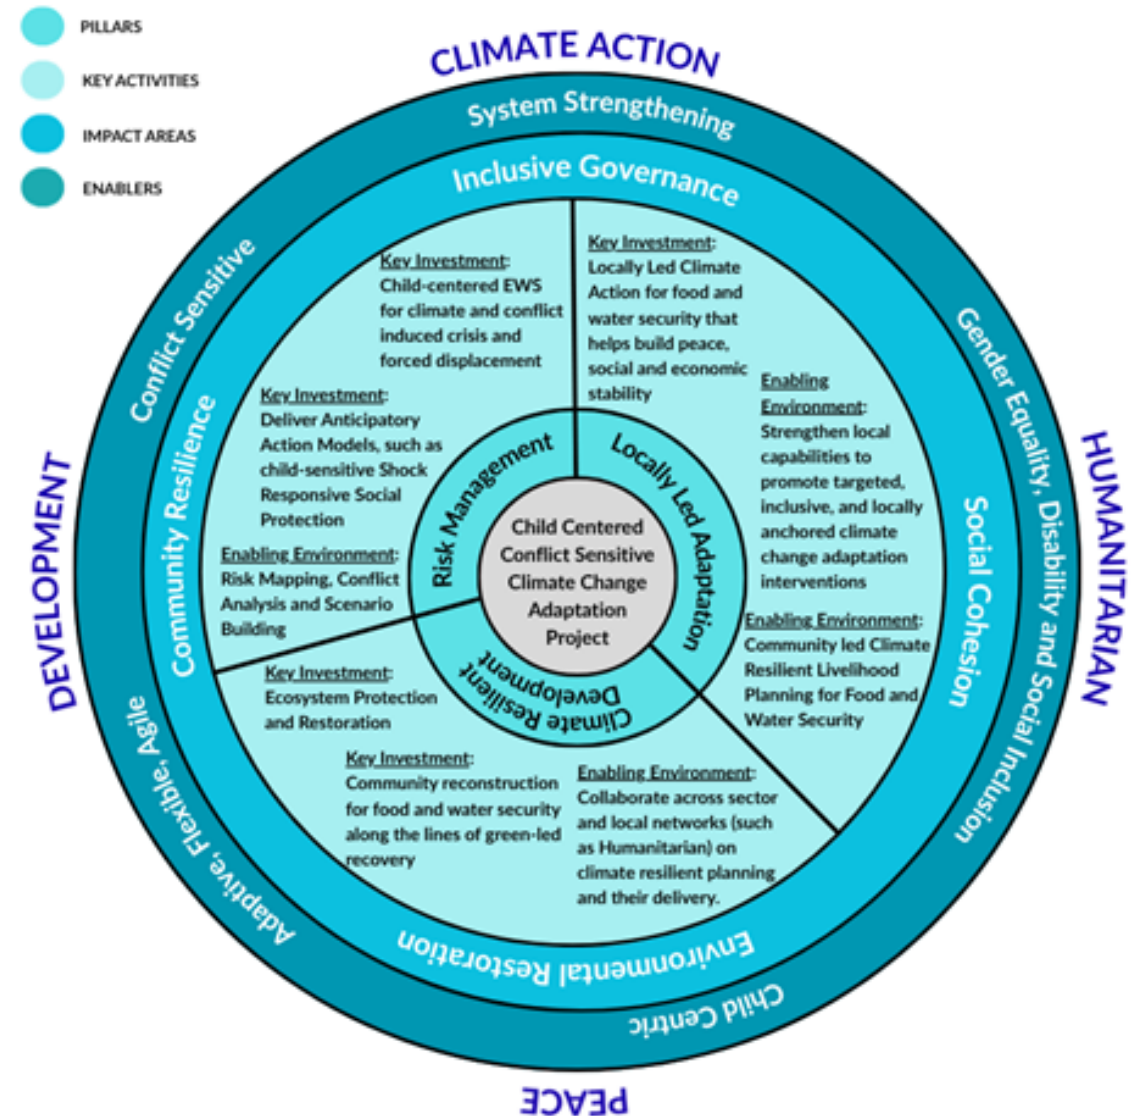 PILLARS
KEY ACTIVITIES
IMPACT AREAS
ENABLERS
CLIMATE ACTION
HUMANITARIAN
PEACE
DEVELOPMENT
System Strengthening
Gender Equality, Disability and Social Inclusion
Child Centric
Adaptive, Flexible, Agile
Conflict Sensitive
Inclusive Governance
Social Cohesion
Environmental Restoration
Community Resilience
Key Investment:
Child-centered EWS
for climate and conflict
induced crisis and
forced displacement
Key Investment:
Deliver Anticipatory
Action Models, such as
child-sensitive Shock
Responsive Social
Protection
Enabling Environment:
Risk Mapping, Conflict
Analysis and Scenario
Building
Key Investment:
Locally Led Climate
Action for food and
water security that
helps build peace,
social and economic
stability
Enabling
Environment:
Strengthen local
capabilities to
promote targeted,
inclusive, and locally
anchored climate
change adaptation
interventions
Enabling Environment:
Community led Climate
Resilient Livelihood
Planning for Food and
Water Security
Key Investment:
Ecosystem Protection
and Restoration
Key Investment:
Community reconstruction
for food and water security
along the lines of green-led
recovery
Enabling Environment:
Collaborate across sector
and local networks (such
as Humanitarian) on
climate resilient planning
and their delivery.
Risk Management
Locally Led Adaptation
Climate Resilient
Development
Child Centered
Conflict Sensitive
Climate Change
Adaptation
Project